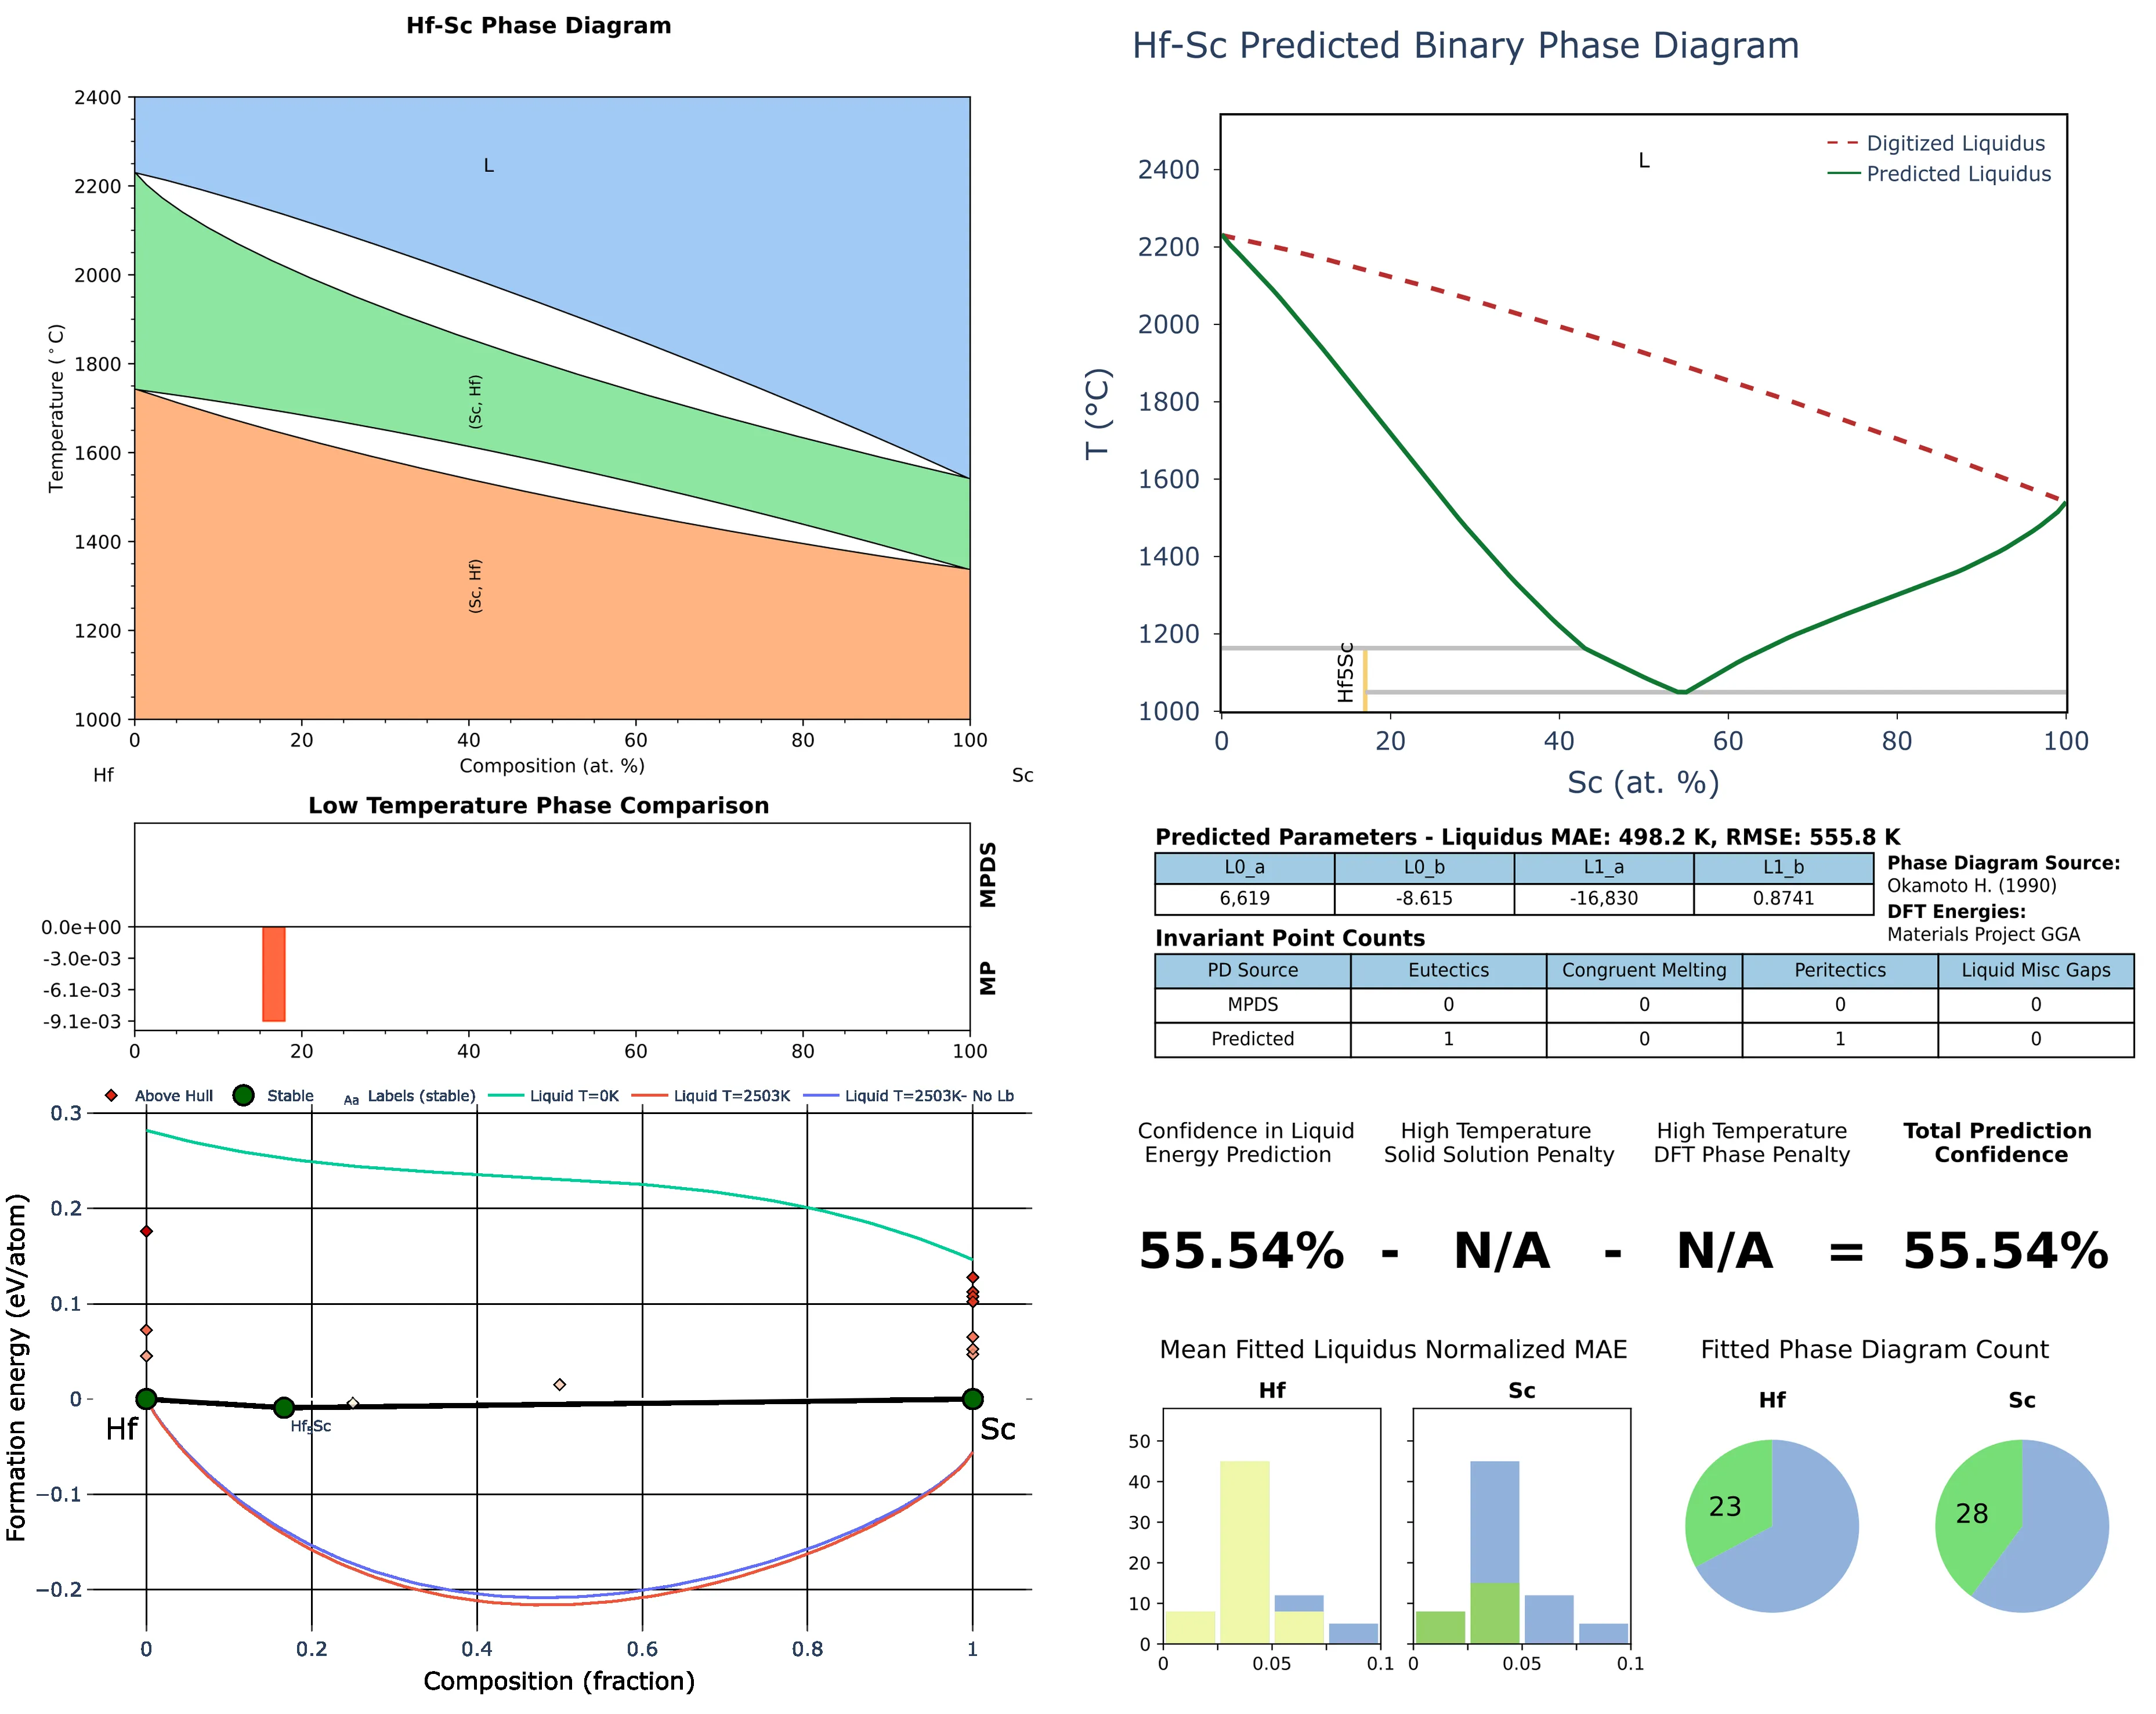 Hf-Sc Phase Diagram
2400
2200
2000
1800
1600
1400
1200
1000
Temperature (°C)
L
(Sc, Hf)
(Sc, Hf)
0 20 40 60 80 100
Composition (at. %)
Hf Sc
Low Temperature Phase Comparison
0.0e+00
-3.0e-03
-6.1e-03
-9.1e-03
MPDS
MP
0 20 40 60 80 100
Above Hull Stable Aa Labels (stable) Liquid T=0K Liquid T=2503K Liquid T=2503K- No Lb
0.3
0.2
0.1
0
−0.1
−0.2
Formation energy (eV/atom)
Hf
Hf5Sc
Sc
0 0.2 0.4 0.6 0.8 1
Composition (fraction)
Hf-Sc Predicted Binary Phase Diagram
Digitized Liquidus
Predicted Liquidus
L
2400
2200
2000
1800
1600
1400
1200
1000
T (°C)
Hf5Sc
0 20 40 60 80 100
Sc (at. %)
Predicted Parameters - Liquidus MAE: 498.2 K, RMSE: 555.8 K
L0_a L0_b L1_a L1_b
6,619 -8.615 -16,830 0.8741
Phase Diagram Source:
Okamoto H. (1990)
DFT Energies:
Materials Project GGA
Invariant Point Counts
PD Source Eutectics Congruent Melting Peritectics Liquid Misc Gaps
MPDS 0 0 0 0
Predicted 1 0 1 0
Confidence in Liquid Energy Prediction
High Temperature Solid Solution Penalty
High Temperature DFT Phase Penalty
Total Prediction Confidence
55.54% - N/A - N/A = 55.54%
Mean Fitted Liquidus Normalized MAE
Hf Sc
50
40
30
20
10
0
0 0.05 0.1 0 0.05 0.1
Fitted Phase Diagram Count
Hf Sc
23 28